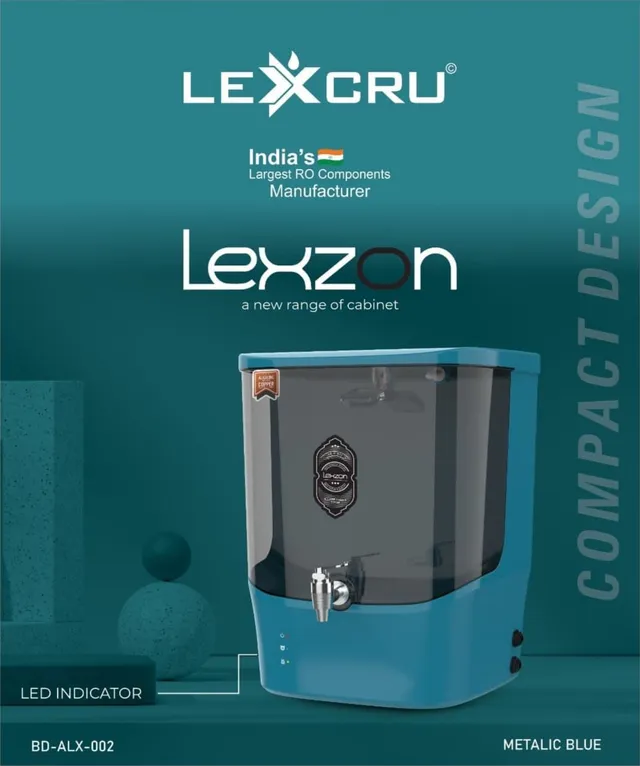 LEXCRU©
India's
Largest RO Components
Manufacturer
Lexzon
a new range of cabinet
COMPACT DESIGN
Lexzon
LED INDICATOR
BD-ALX-002
METALIC BLUE